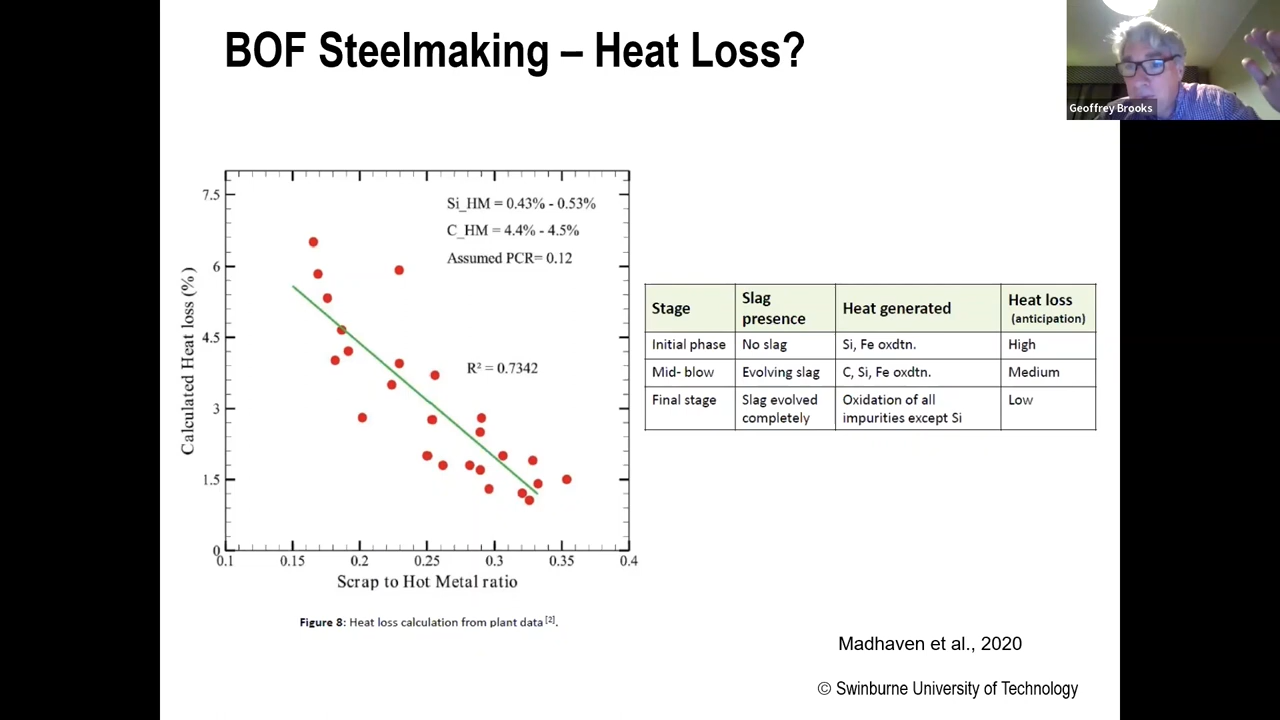 BOF Steelmaking – Heat Loss?
Geoffrey Brooks
Calculated Heat loss (%)
7.5
6
4.5
3
1.5
0
Si_HM = 0.43% - 0.53%
C_HM = 4.4% - 4.5%
Assumed PCR= 0.12
R² = 0.7342
0.1 0.15 0.2 0.25 0.3 0.35 0.4
Scrap to Hot Metal ratio
Figure 8: Heat loss calculation from plant data [2].
Stage Slag presence Heat generated Heat loss (anticipation)
Initial phase No slag Si, Fe oxdtn. High
Mid- blow Evolving slag C, Si, Fe oxdtn. Medium
Final stage Slag evolved completely Oxidation of all impurities except Si Low
Madhaven et al., 2020
© Swinburne University of Technology